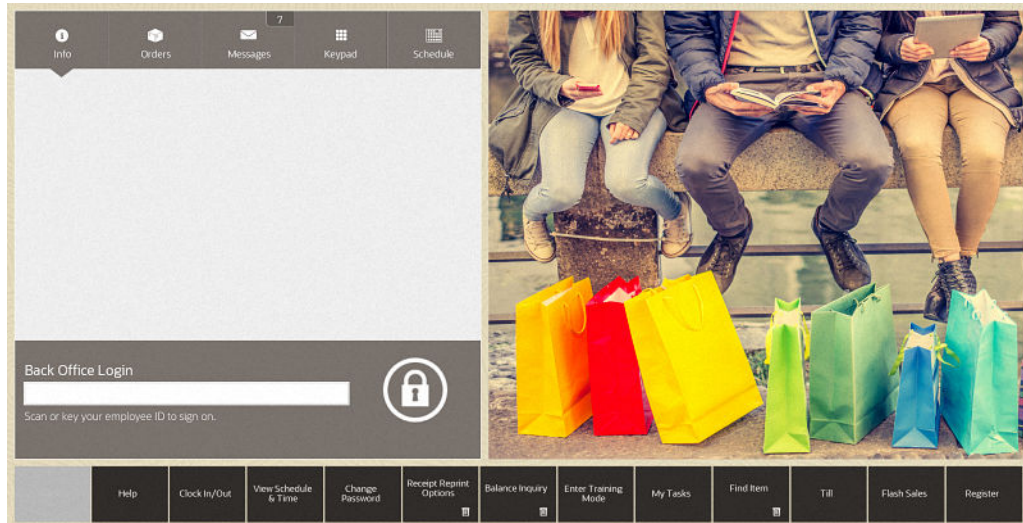 7
Info
Orders
Messages
Keypad
Schedule
Back Office Login
Scan or key your employee ID to sign on.
Help
Clock In/Out
View Schedule
& Time
Change
Password
Receipt Reprint
Options
Balance Inquiry
Enter Training
Mode
My Tasks
Find Item
Till
Flash Sales
Register